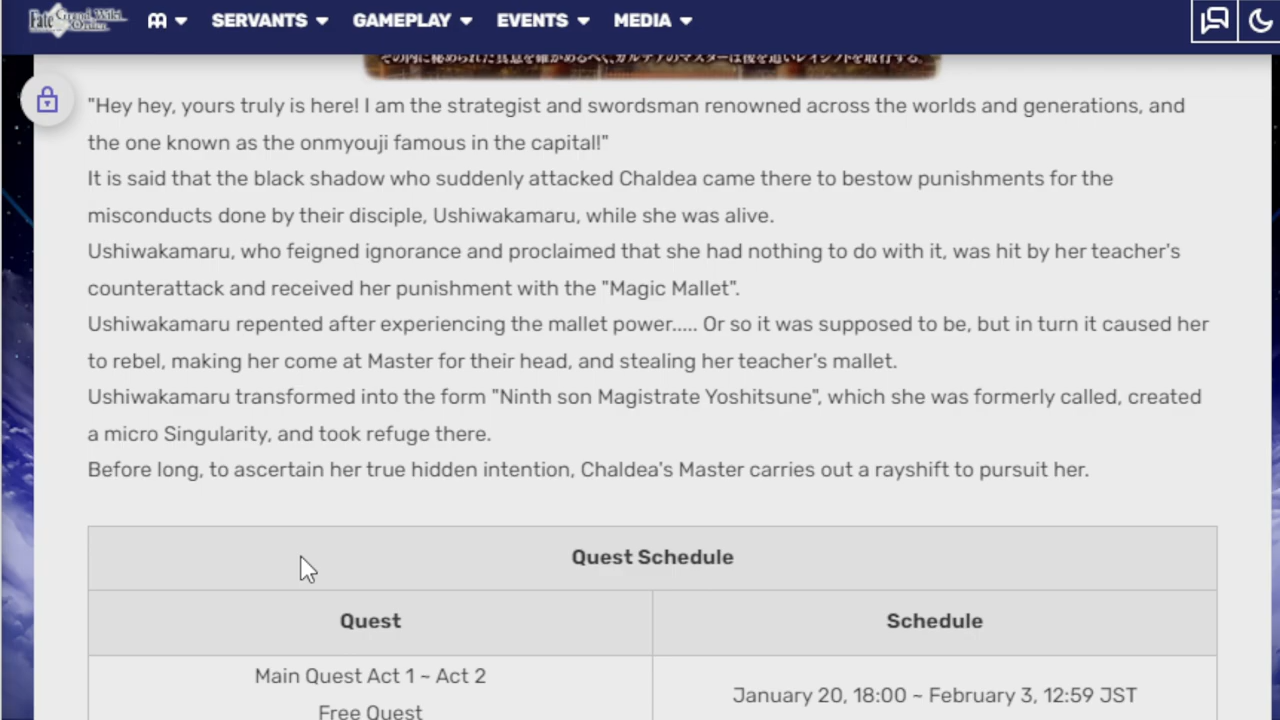 Fate Grand Wiki
Order
SERVANTS
GAMEPLAY
EVENTS
MEDIA
"Hey hey, yours truly is here! I am the strategist and swordsman renowned across the worlds and generations, and
the one known as the onmyouji famous in the capital!"
It is said that the black shadow who suddenly attacked Chaldea came there to bestow punishments for the
misconducts done by their disciple, Ushiwakamaru, while she was alive.
Ushiwakamaru, who feigned ignorance and proclaimed that she had nothing to do with it, was hit by her teacher's
counterattack and received her punishment with the "Magic Mallet".
Ushiwakamaru repented after experiencing the mallet power..... Or so it was supposed to be, but in turn it caused her
to rebel, making her come at Master for their head, and stealing her teacher's mallet.
Ushiwakamaru transformed into the form "Ninth son Magistrate Yoshitsune", which she was formerly called, created
a micro Singularity, and took refuge there.
Before long, to ascertain her true hidden intention, Chaldea's Master carries out a rayshift to pursuit her.
Quest Schedule
Quest
Schedule
Main Quest Act 1 ~ Act 2
January 20, 18:00 ~ February 3, 12:59 JST
Free Quest